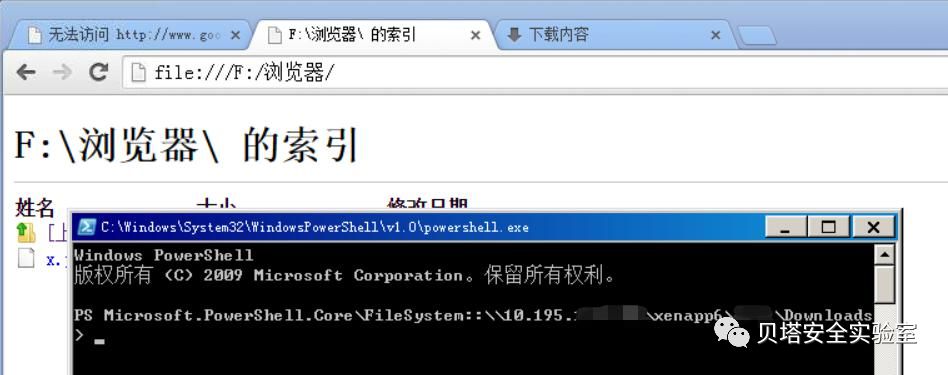 无法访问 http://www.goo
F:\浏览器\ 的索引
下载内容
file:///F:/浏览器/
F:\浏览器\ 的索引
姓名 大小 修改日期
[上
x.
C:\Windows\System32\WindowsPowerShell\v1.0\powershell.exe
Windows PowerShell
版权所有 (C) 2009 Microsoft Corporation。保留所有权利。
PS Microsoft.PowerShell.Core\FileSystem::\\10.195. \xenapp6\ \Downloads
> _
贝塔安全实验室